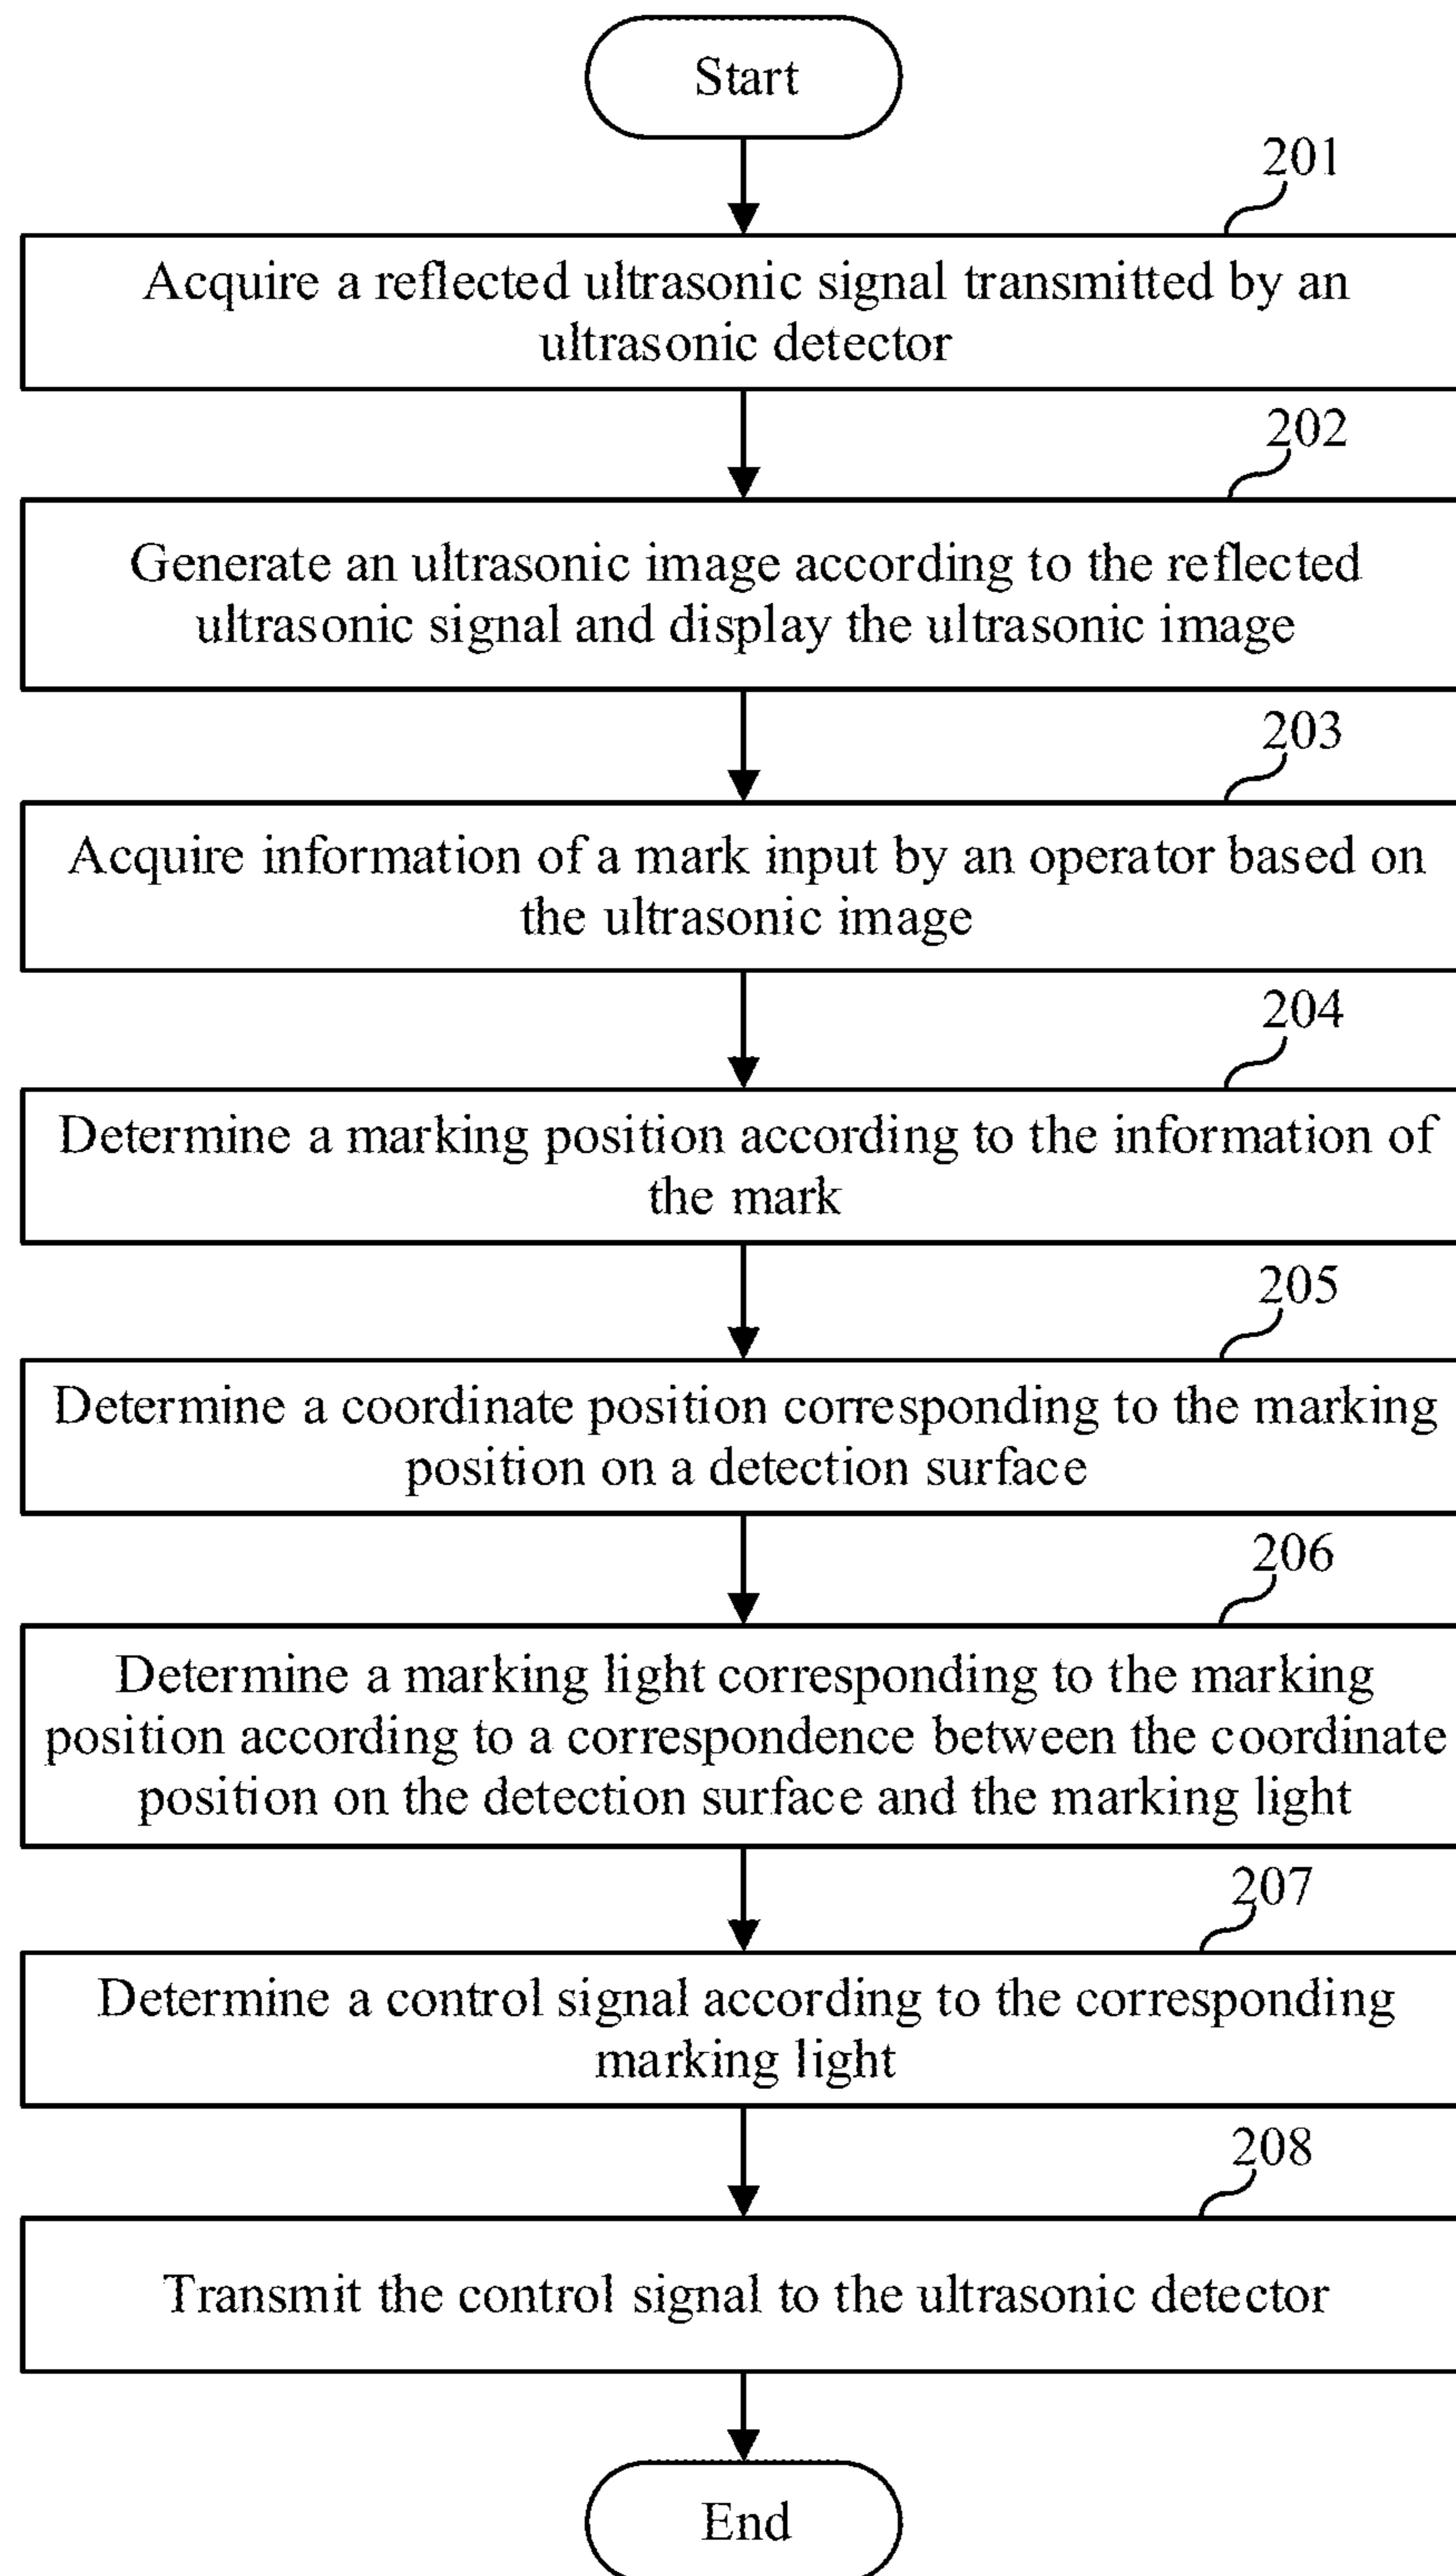 Start
201
Acquire a reflected ultrasonic signal transmitted by an
ultrasonic detector
202
Generate an ultrasonic image according to the reflected
ultrasonic signal and display the ultrasonic image
203
Acquire information of a mark input by an operator based on
the ultrasonic image
204
Determine a marking position according to the information of
the mark
205
Determine a coordinate position corresponding to the marking
position on a detection surface
206
Determine a marking light corresponding to the marking
position according to a correspondence between the coordinate
position on the detection surface and the marking light
207
Determine a control signal according to the corresponding
marking light
208
Transmit the control signal to the ultrasonic detector
End